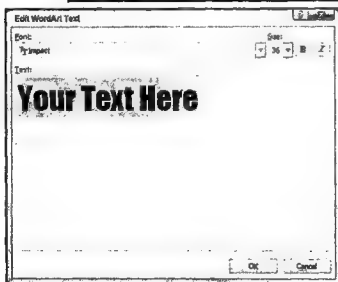 Edit WordArt Text
Font: Size:
Impact 36 B I
Text:
Your Text Here
OK Cancel